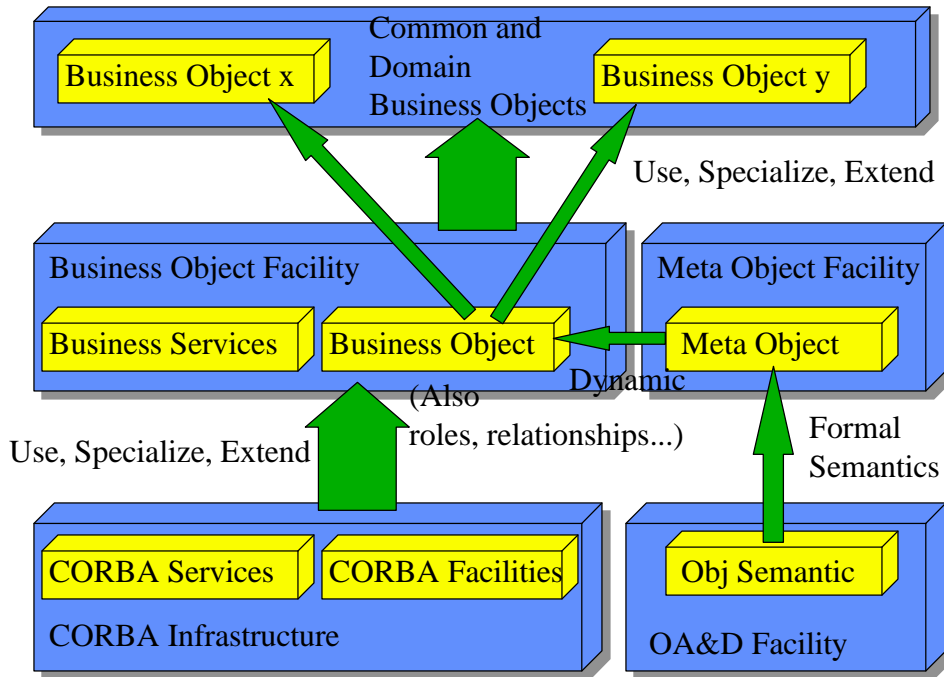 Common and
Domain
Business Objects
Business Object x
Business Object y
Use, Specialize, Extend
Business Object Facility
Meta Object Facility
Business Services
Business Object
Meta Object
Dynamic
(Also
roles, relationships...)
Use, Specialize, Extend
Formal
Semantics
CORBA Services
CORBA Facilities
Obj Semantic
CORBA Infrastructure
OA&D Facility